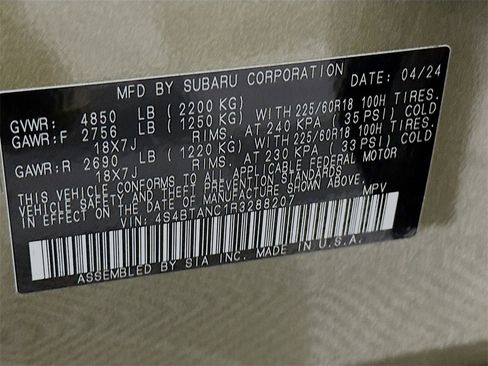 MFD BY SUBARU CORPORATION DATE: 04/24
GVWR: 4850 LB (2200 KG)
GAWR:F 2756 LB (1250 KG) WITH 225/60R18 100H TIRES.
18X7J RIMS. AT 240 KPA (35 PSI) COLD
GAWR:R 2690 LB (1220 KG) WITH 225/60R18 100H TIRES.
18X7J RIMS. AT 230 KPA (33 PSI) COLD
THIS VEHICLE CONFORMS TO ALL APPLICABLE FEDERAL MOTOR
VEHICLE SAFETY STANDARDS
IN EFFECT ON THE DATE OF MANUFACTURE SHOWN ABOVE.
VIN: 4S4BTANC1R3288207 MPV
ASSEMBLED BY SIA INC. MADE IN U.S.A.